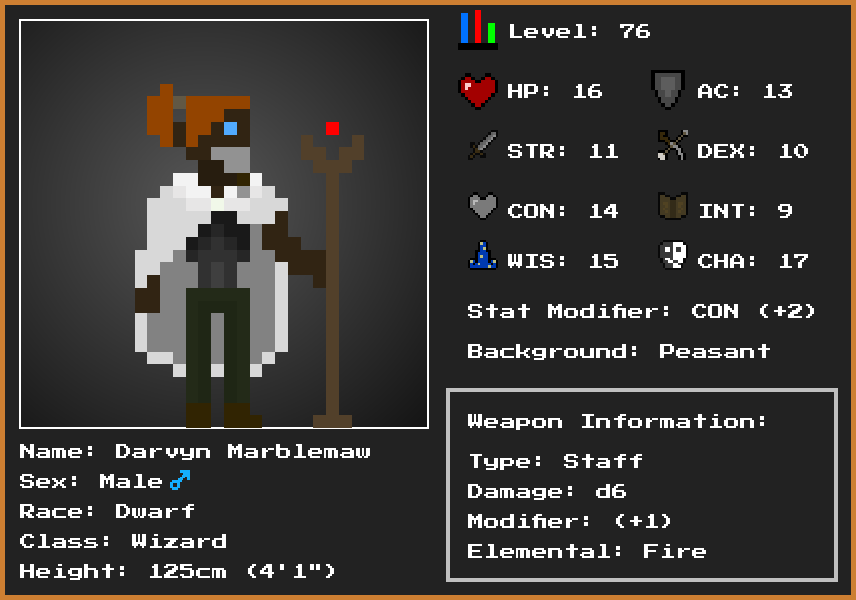 Level: 76
HP: 16 AC: 13
STR: 11 DEX: 10
CON: 14 INT: 9
WIS: 15 CHA: 17
Stat Modifier: CON (+2)
Background: Peasant
Weapon Information:
Type: Staff
Damage: d6
Modifier: (+1)
Elemental: Fire
Name: Darvyn Marblemaw
Sex: Male ♂
Race: Dwarf
Class: Wizard
Height: 125cm (4'1")